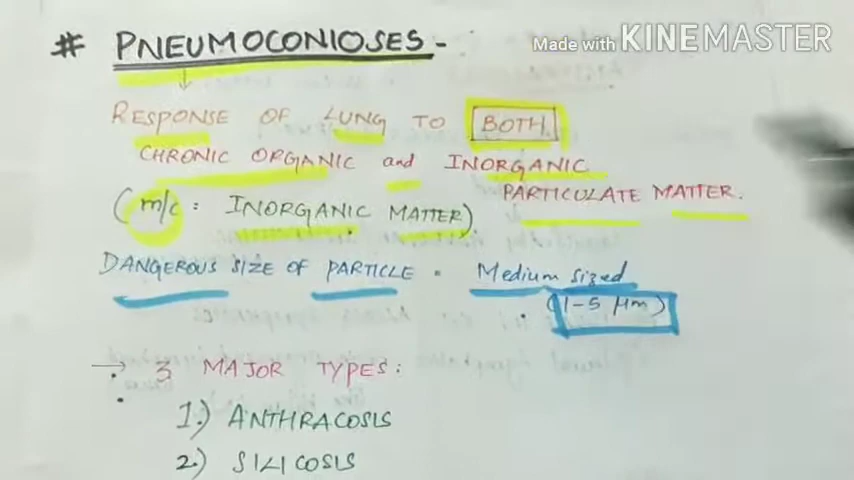 # PNEUMOCONIOSES -
Made with KINEMASTER
RESPONSE OF LUNG TO BOTH
CHRONIC ORGANIC and INORGANIC
PARTICULATE MATTER.
(m/c : INORGANIC MATTER)
DANGEROUS SIZE OF PARTICLE = Medium sized
(1-5 μm)
→ 3 MAJOR TYPES:
1.) ANTHRACOSIS
2.) SILICOSIS